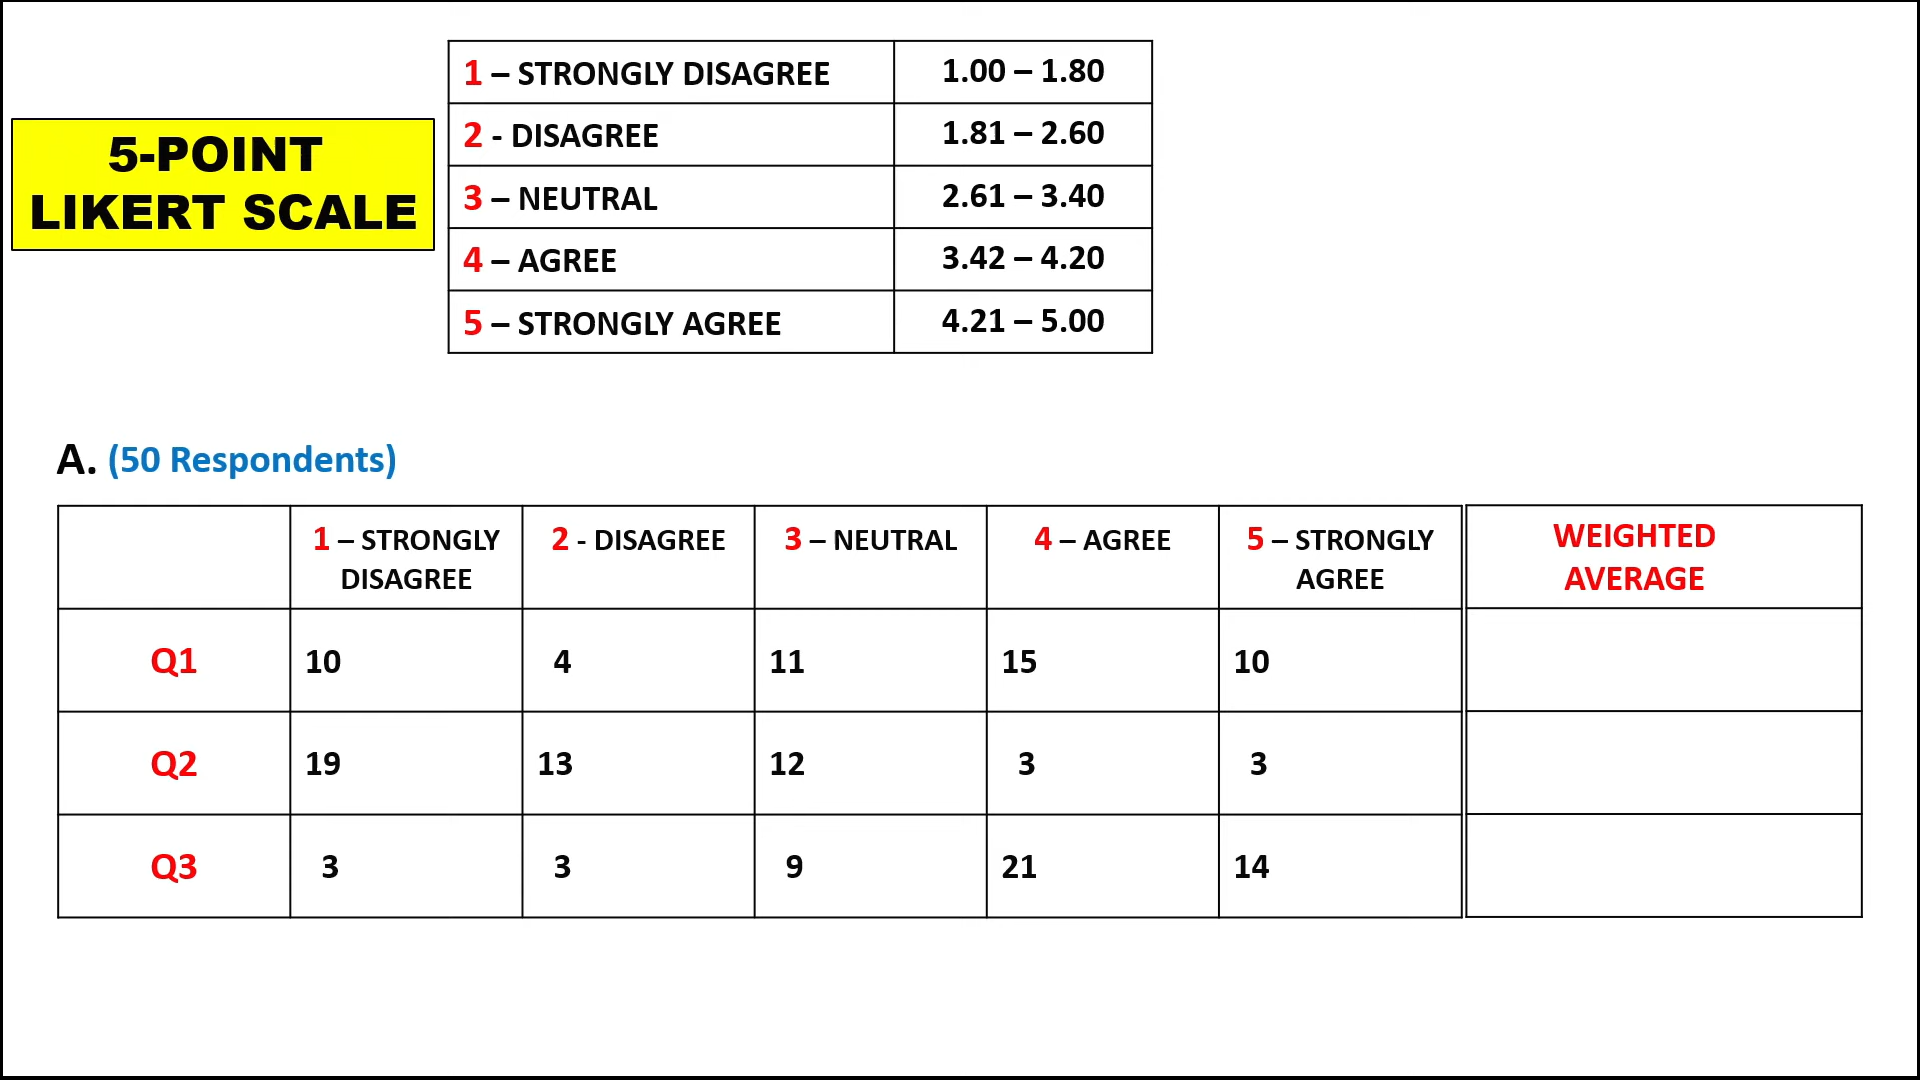 5-POINT
LIKERT SCALE
1 – STRONGLY DISAGREE 1.00 – 1.80
2 - DISAGREE 1.81 – 2.60
3 – NEUTRAL 2.61 – 3.40
4 – AGREE 3.42 – 4.20
5 – STRONGLY AGREE 4.21 – 5.00
A. (50 Respondents)
1 – STRONGLY DISAGREE 2 - DISAGREE 3 – NEUTRAL 4 – AGREE 5 – STRONGLY AGREE WEIGHTED AVERAGE
Q1 10 4 11 15 10
Q2 19 13 12 3 3
Q3 3 3 9 21 14